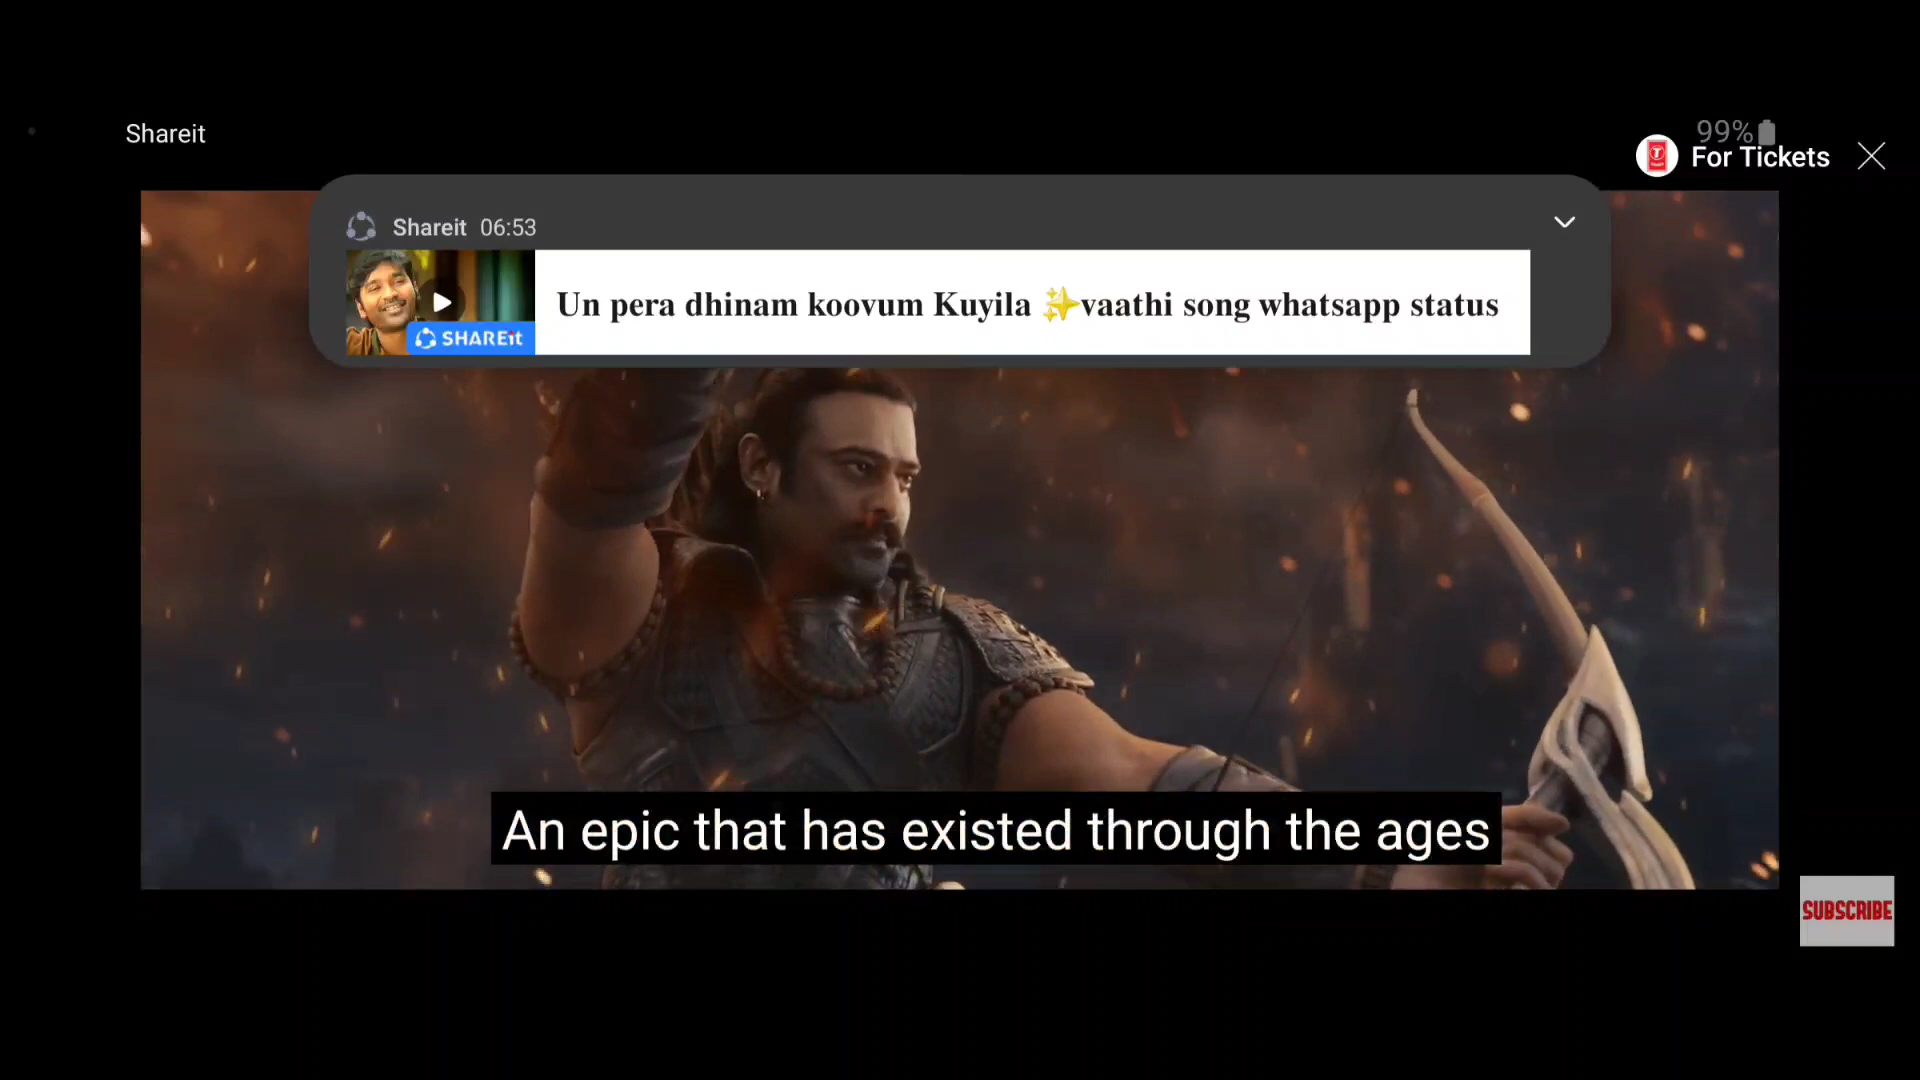 Shareit
99%
For Tickets
Shareit 06:53
SHAREit
Un pera dhinam koovum Kuyila ✨vaathi song whatsapp status
An epic that has existed through the ages
SUBSCRIBE